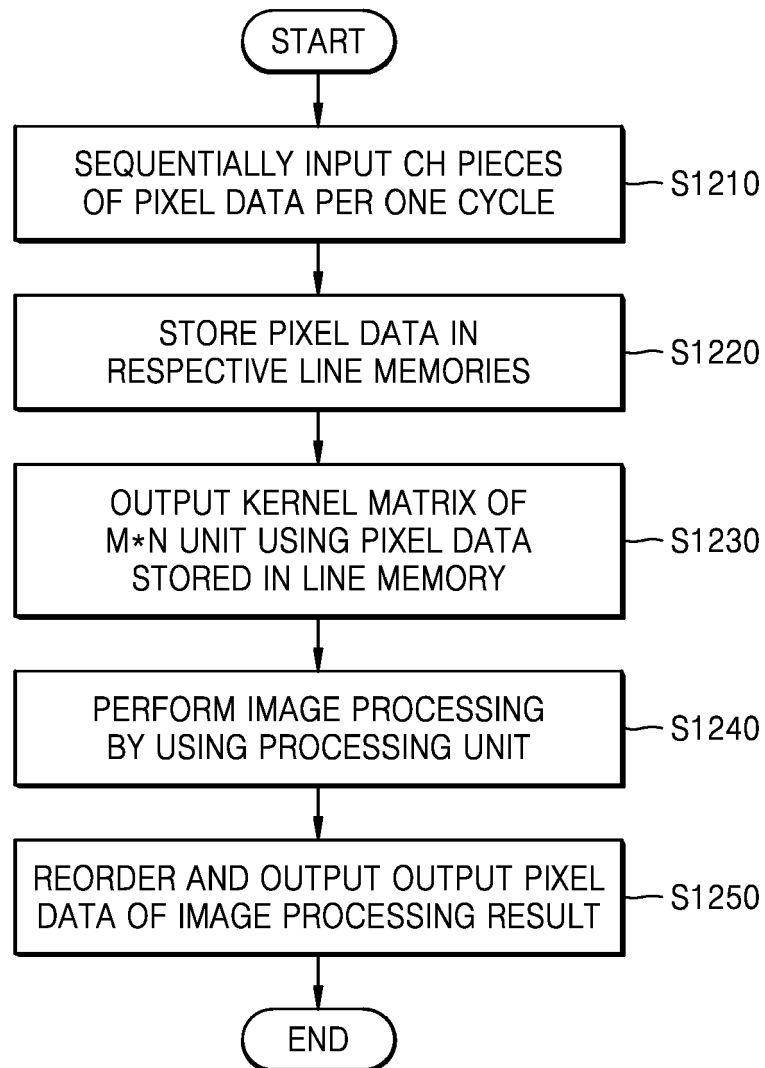 START
SEQUENTIALLY INPUT CH PIECES
OF PIXEL DATA PER ONE CYCLE
S1210
STORE PIXEL DATA IN
RESPECTIVE LINE MEMORIES
S1220
OUTPUT KERNEL MATRIX OF
M*N UNIT USING PIXEL DATA
STORED IN LINE MEMORY
S1230
PERFORM IMAGE PROCESSING
BY USING PROCESSING UNIT
S1240
REORDER AND OUTPUT OUTPUT PIXEL
DATA OF IMAGE PROCESSING RESULT
S1250
END